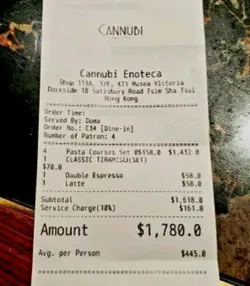 CANNUBI
Cannubi Enoteca
Shop 113A, 1/F, K11 Musea Victoria
Dockside 18 Salisbury Road Tsim Sha Tsui
Hong Kong
Order Time:
Served By: Doma
Order No.: C34 [Dine-in]
Number of Patron: 4
4 Pasta Courses Set @$358.0 $1,432.0
1 CLASSIC TIRAMISU(SET)
$70.0
1 Double Espresso $58.0
1 Latte $58.0
Subtotal $1,618.0
Service Charge(10%) $161.8
Amount $1,780.0
Avg. per Person $445.0